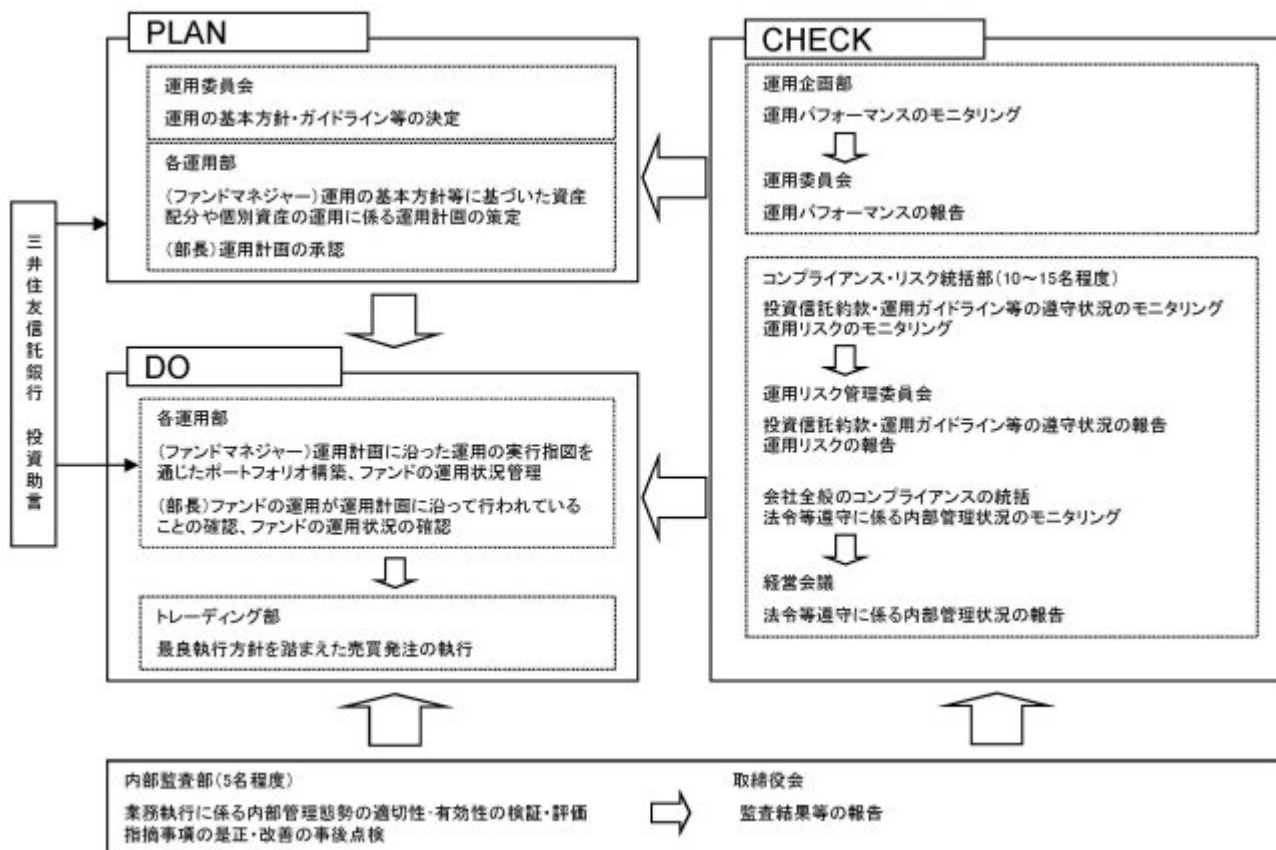 PLAN
運用委員会
運用の基本方針・ガイドライン等の決定
各運用部
(ファンドマネジャー)運用の基本方針等に基づいた資産
配分や個別資産の運用に係る運用計画の策定
(部長)運用計画の承認
三井住友信託銀行 投資助言
DO
各運用部
(ファンドマネジャー)運用計画に沿った運用の実行指図を
通じたポートフォリオ構築、ファンドの運用状況管理
(部長)ファンドの運用が運用計画に沿って行われている
ことの確認、ファンドの運用状況の確認
トレーディング部
最良執行方針を踏まえた売買発注の執行
CHECK
運用企画部
運用パフォーマンスのモニタリング
運用委員会
運用パフォーマンスの報告
コンプライアンス・リスク統括部(10～15名程度)
投資信託約款・運用ガイドライン等の遵守状況のモニタリング
運用リスクのモニタリング
運用リスク管理委員会
投資信託約款・運用ガイドライン等の遵守状況の報告
運用リスクの報告
会社全般のコンプライアンスの統括
法令等遵守に係る内部管理状況のモニタリング
経営会議
法令等遵守に係る内部管理状況の報告
内部監査部(5名程度)
業務執行に係る内部管理態勢の適切性・有効性の検証・評価
指摘事項の是正・改善の事後点検
取締役会
監査結果等の報告